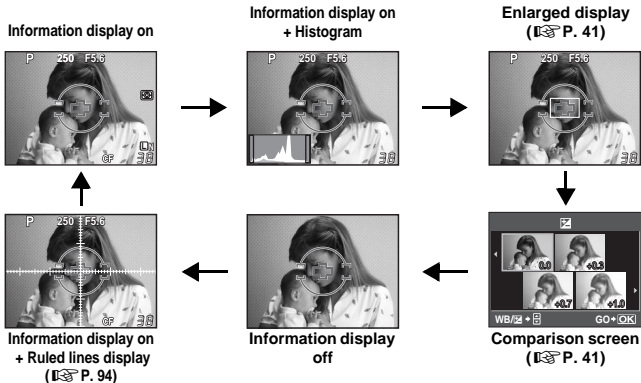 Information display on
Information display on
+ Histogram
Enlarged display
(P. 41)
P 250 F5.6
P 250 F5.6
P 250 F5.6
LN
CF 38
38
38
P 250 F5.6
CF 38
0.0 +0.3
+0.7 +1.0
WB/ GO OK
Information display on
+ Ruled lines display
(P. 94)
Information display
off
Comparison screen
(P. 41)